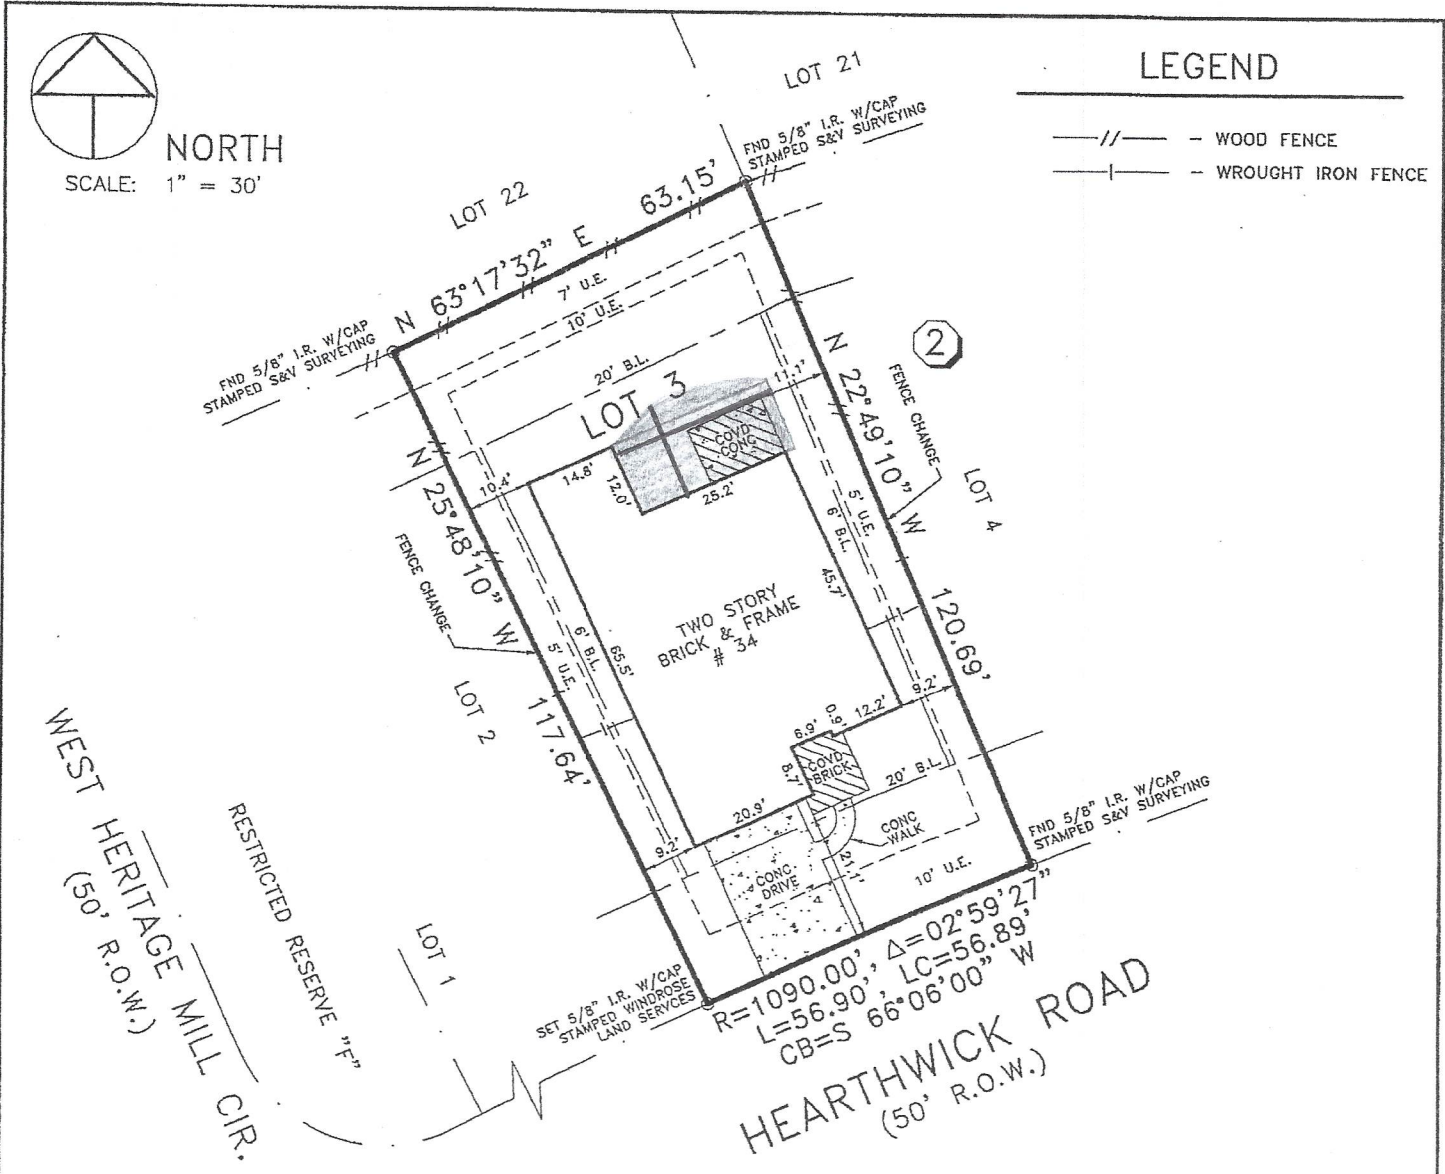 NORTH
SCALE: 1" = 30'
LEGEND
- WOOD FENCE
- WROUGHT IRON FENCE
LOT 21
FND 5/8" I.R. W/CAP
STAMPED S&V SURVEYING
LOT 22
N 63°17'32" E 63.15'
FND 5/8" I.R. W/CAP
STAMPED S&V SURVEYING
7' U.E.
10' U.E.
20' B.L.
LOT 3
2
11.1'
COVD
CONC
10.4'
14.8'
12.0'
25.2'
N 22°49'10" W 120.69'
FENCE CHANGE
LOT 4
N 25°48'10" W 117.64'
FENCE CHANGE
5' U.E.
6' B.L.
45.7'
TWO STORY
BRICK & FRAME
# 34
5' U.E.
6' B.L.
65.5'
LOT 2
9.2'
12.2'
0.9'
6.9'
8.7'
COVD
BRICK
20' B.L.
20.9'
9.2'
CONC
WALK
CONC
DRIVE
21.1'
10' U.E.
FND 5/8" I.R. W/CAP
STAMPED S&V SURVEYING
WEST HERITAGE MILL CIR.
(50' R.O.W.)
RESTRICTED RESERVE "F"
LOT 1
SET 5/8" I.R. W/CAP
STAMPED WINDROSE
LAND SERVCES
R=1090.00', Δ=02°59'27"
L=56.90', LC=56.89'
CB=S 66°06'00" W
HEARTHWICK ROAD
(50' R.O.W.)